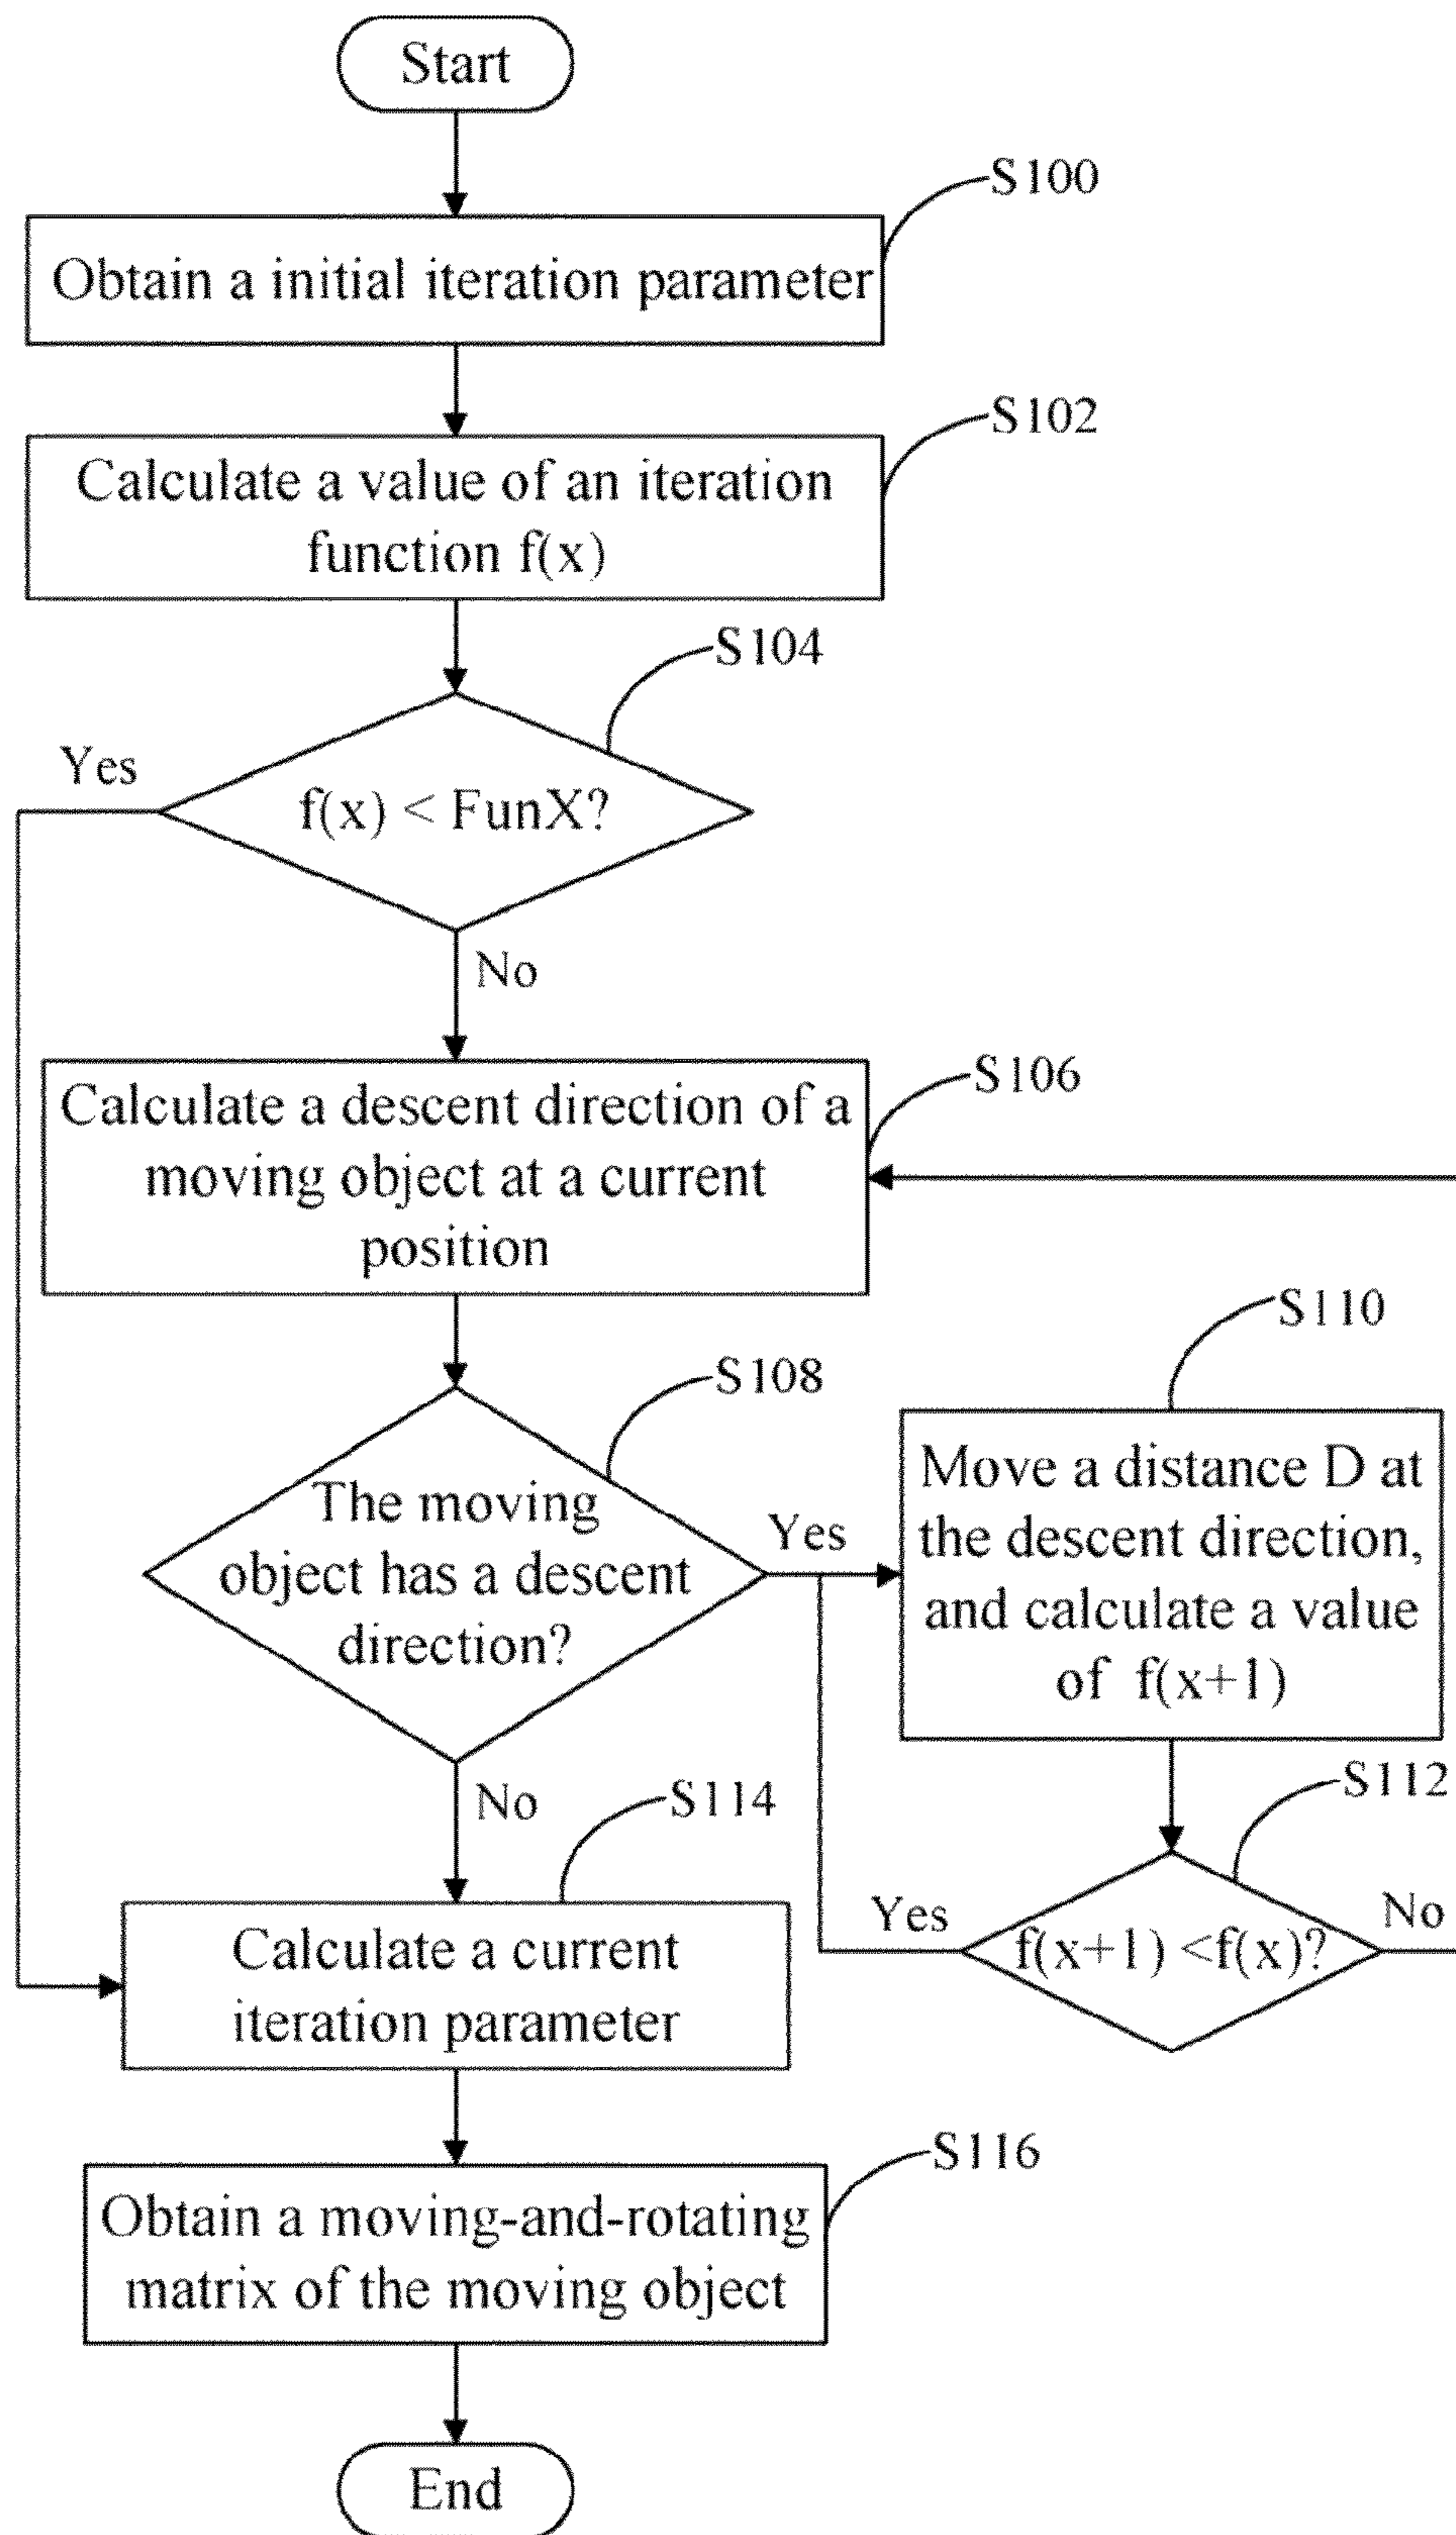 Start
S100
Obtain a initial iteration parameter
S102
Calculate a value of an iteration
function f(x)
S104
Yes
f(x) < FunX?
No
S106
Calculate a descent direction of a
moving object at a current
position
S110
S108
Move a distance D at
the descent direction,
and calculate a value
of f(x+1)
The moving
object has a descent
direction?
Yes
No
S114
S112
Yes
f(x+1) <f(x)?
No
Calculate a current
iteration parameter
S116
Obtain a moving-and-rotating
matrix of the moving object
End